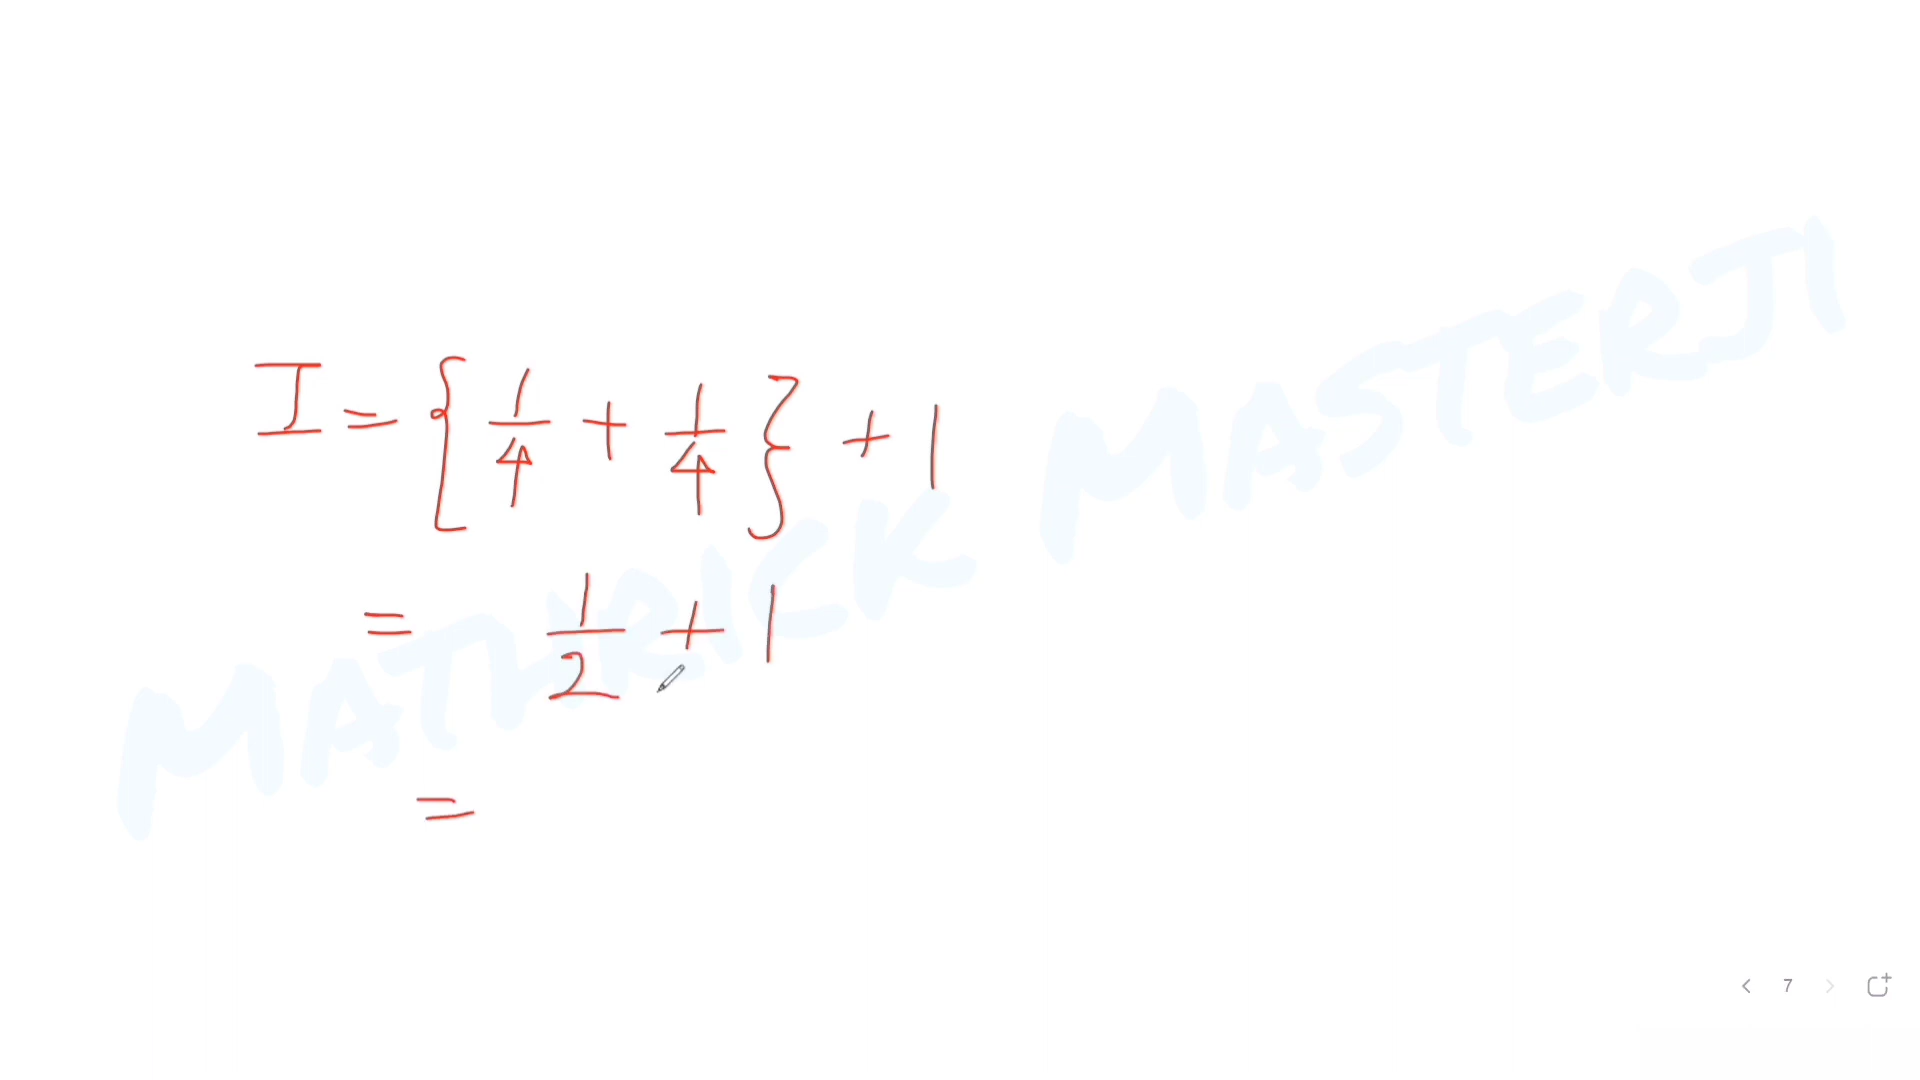 I = { 1/4 + 1/4 } + 1
= 1/2 + 1
=
MATHRICK MASTERJI
7